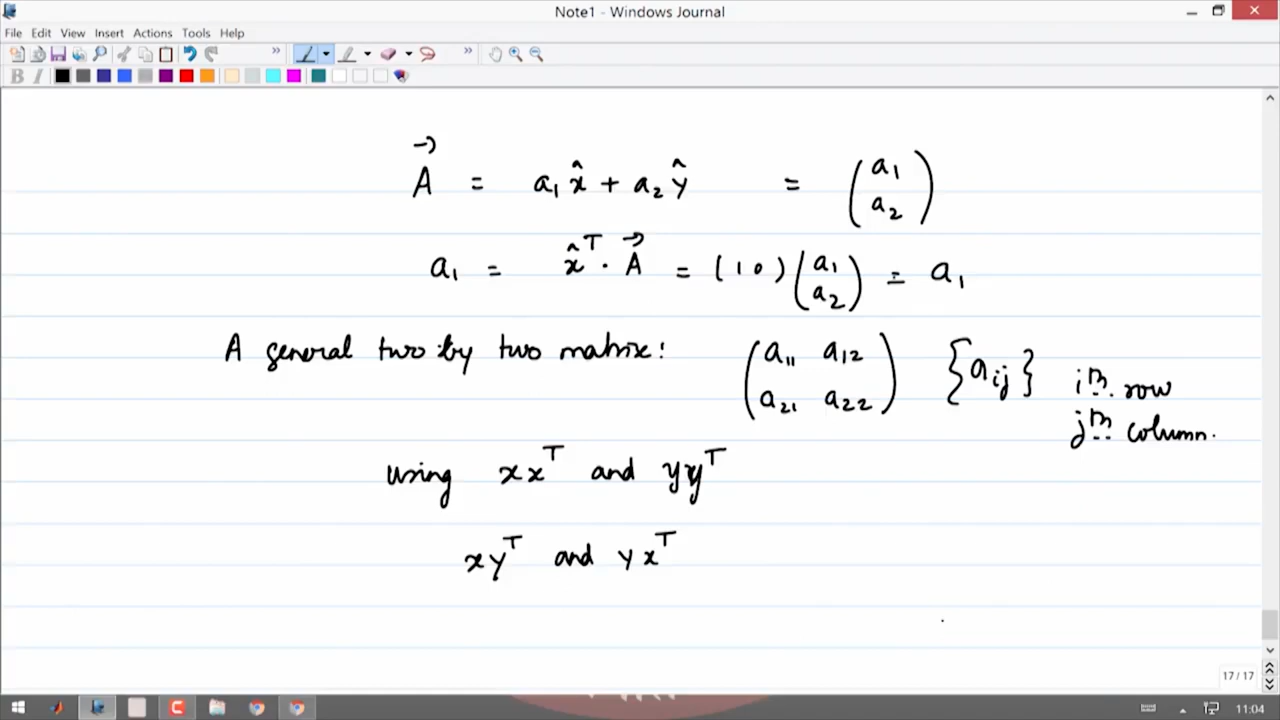 Note1 - Windows Journal
File Edit View Insert Actions Tools Help
B I
→A = a₁ x̂ + a₂ ŷ = (a₁ a₂)
a₁ = x̂ᵀ · →A = (1 0) (a₁ a₂) = a₁
A general two by two matrix: (a₁₁ a₁₂ a₂₁ a₂₂) {aᵢⱼ} ith row
jth column.
using xxᵀ and yyᵀ
xyᵀ and yxᵀ
17 / 17
11:04